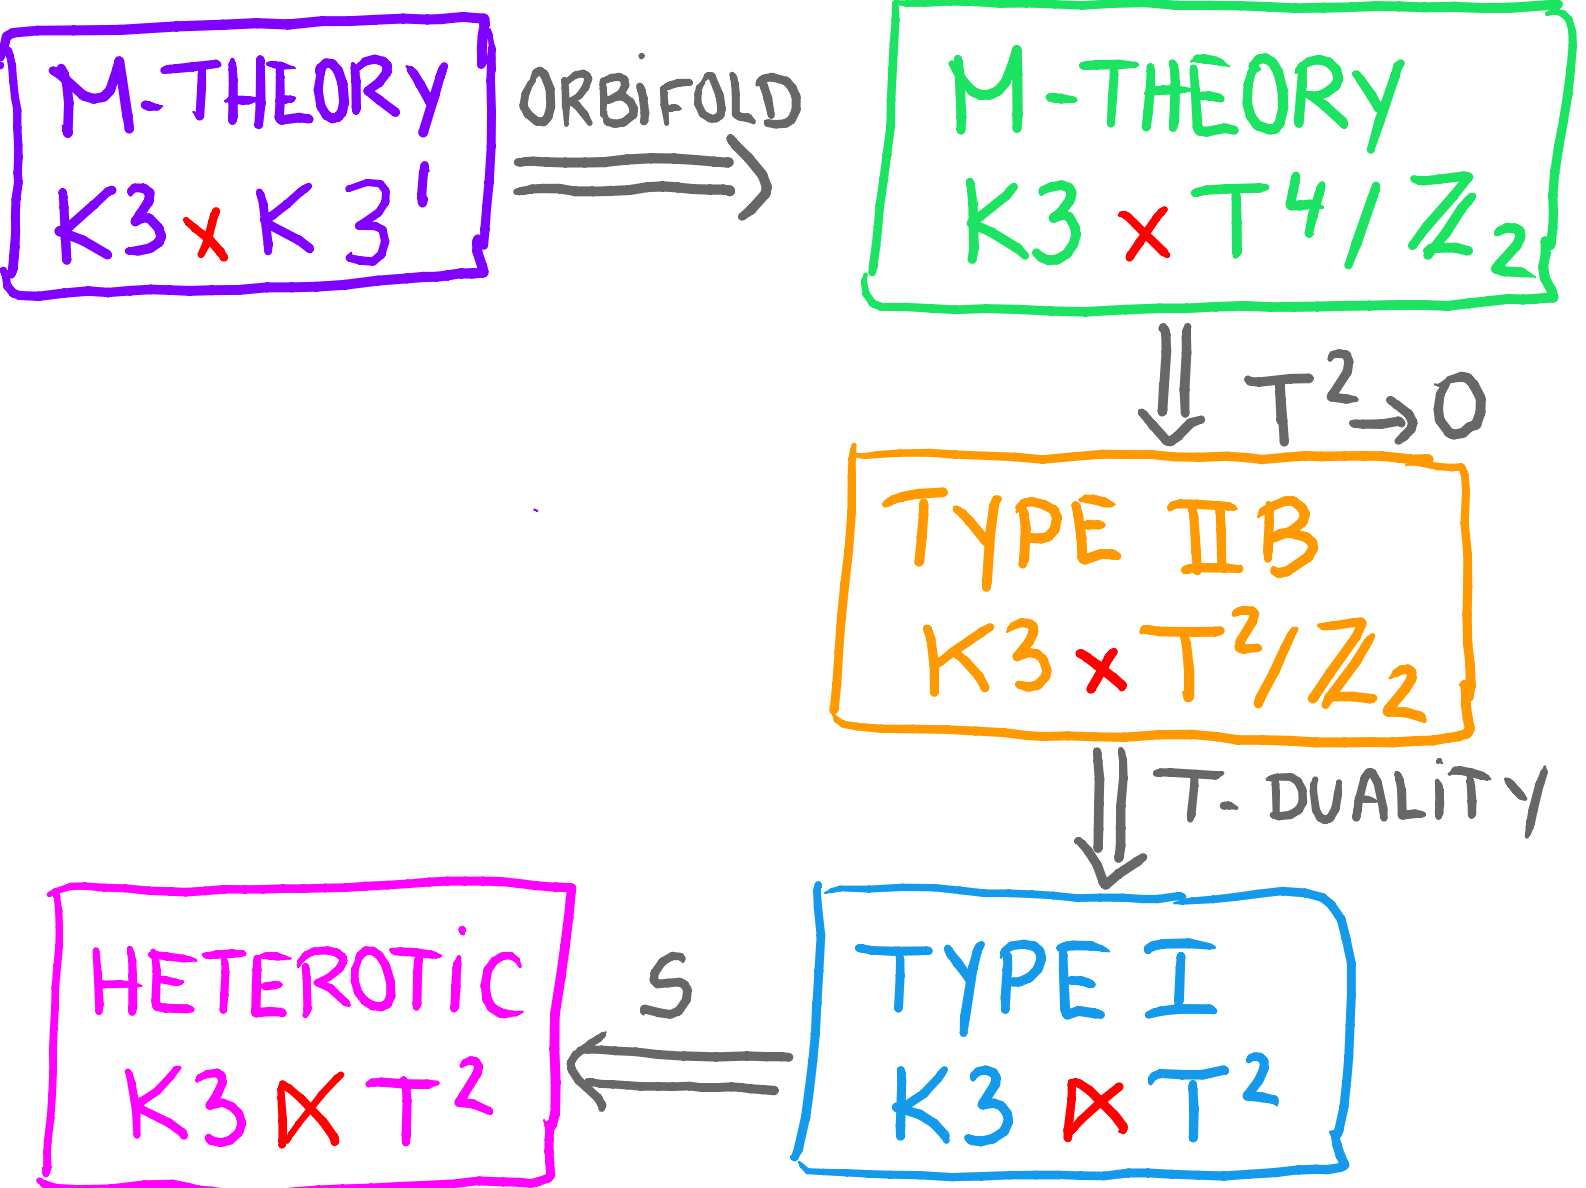 M-THEORY
K3 × K3'
ORBiFOLD
M-THEORY
K3 × T⁴/ℤ₂
T² → 0
TYPE IIB
K3 × T²/ℤ₂
T-DUALiTY
TYPE I
K3 ⋉ T²
S
HETEROTiC
K3 ⋉ T²